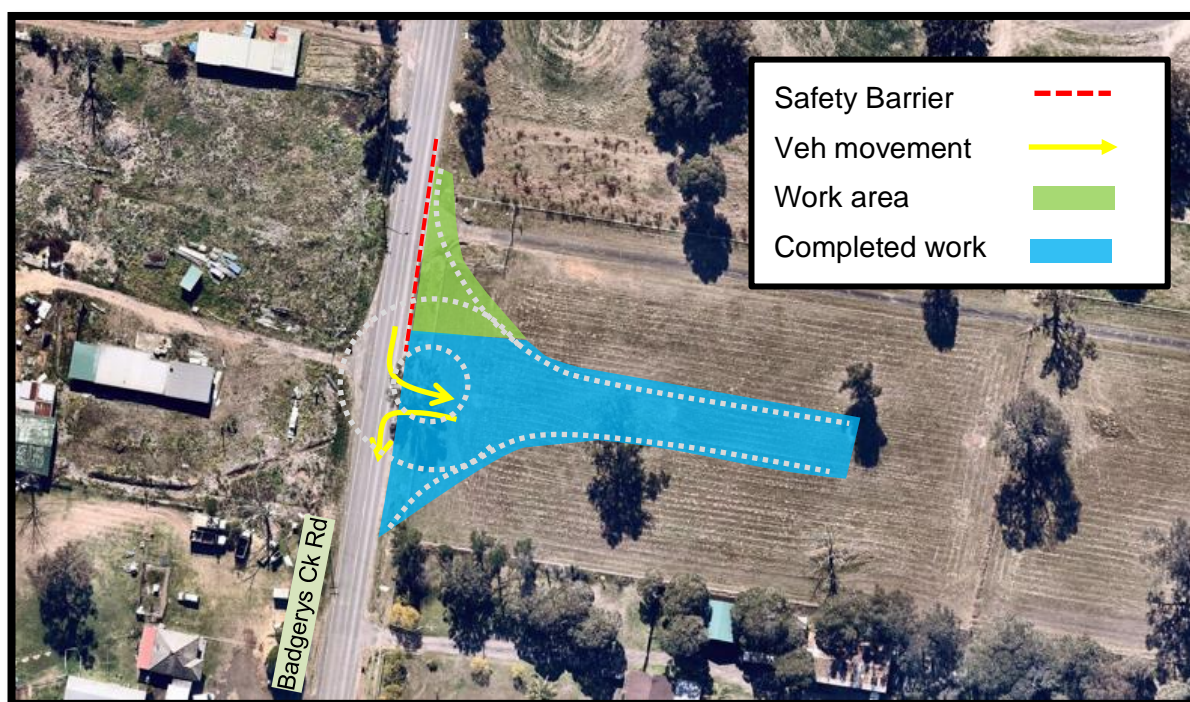 Safety Barrier
Veh movement
Work area
Completed work
Badgerys Ck Rd